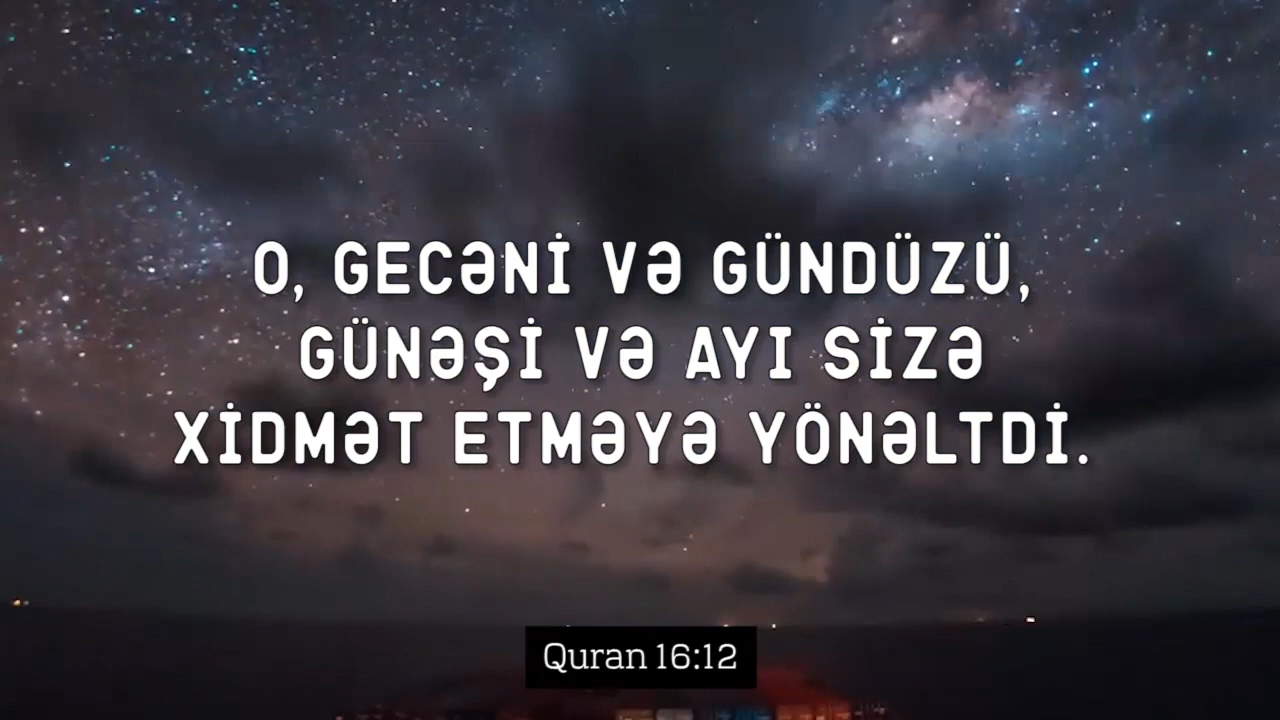 O, GECƏNİ VƏ GÜNDÜZÜ,
GÜNƏŞİ VƏ AYI SİZƏ
XİDMƏT ETMƏYƏ YÖNƏLTDİ.
Quran 16:12